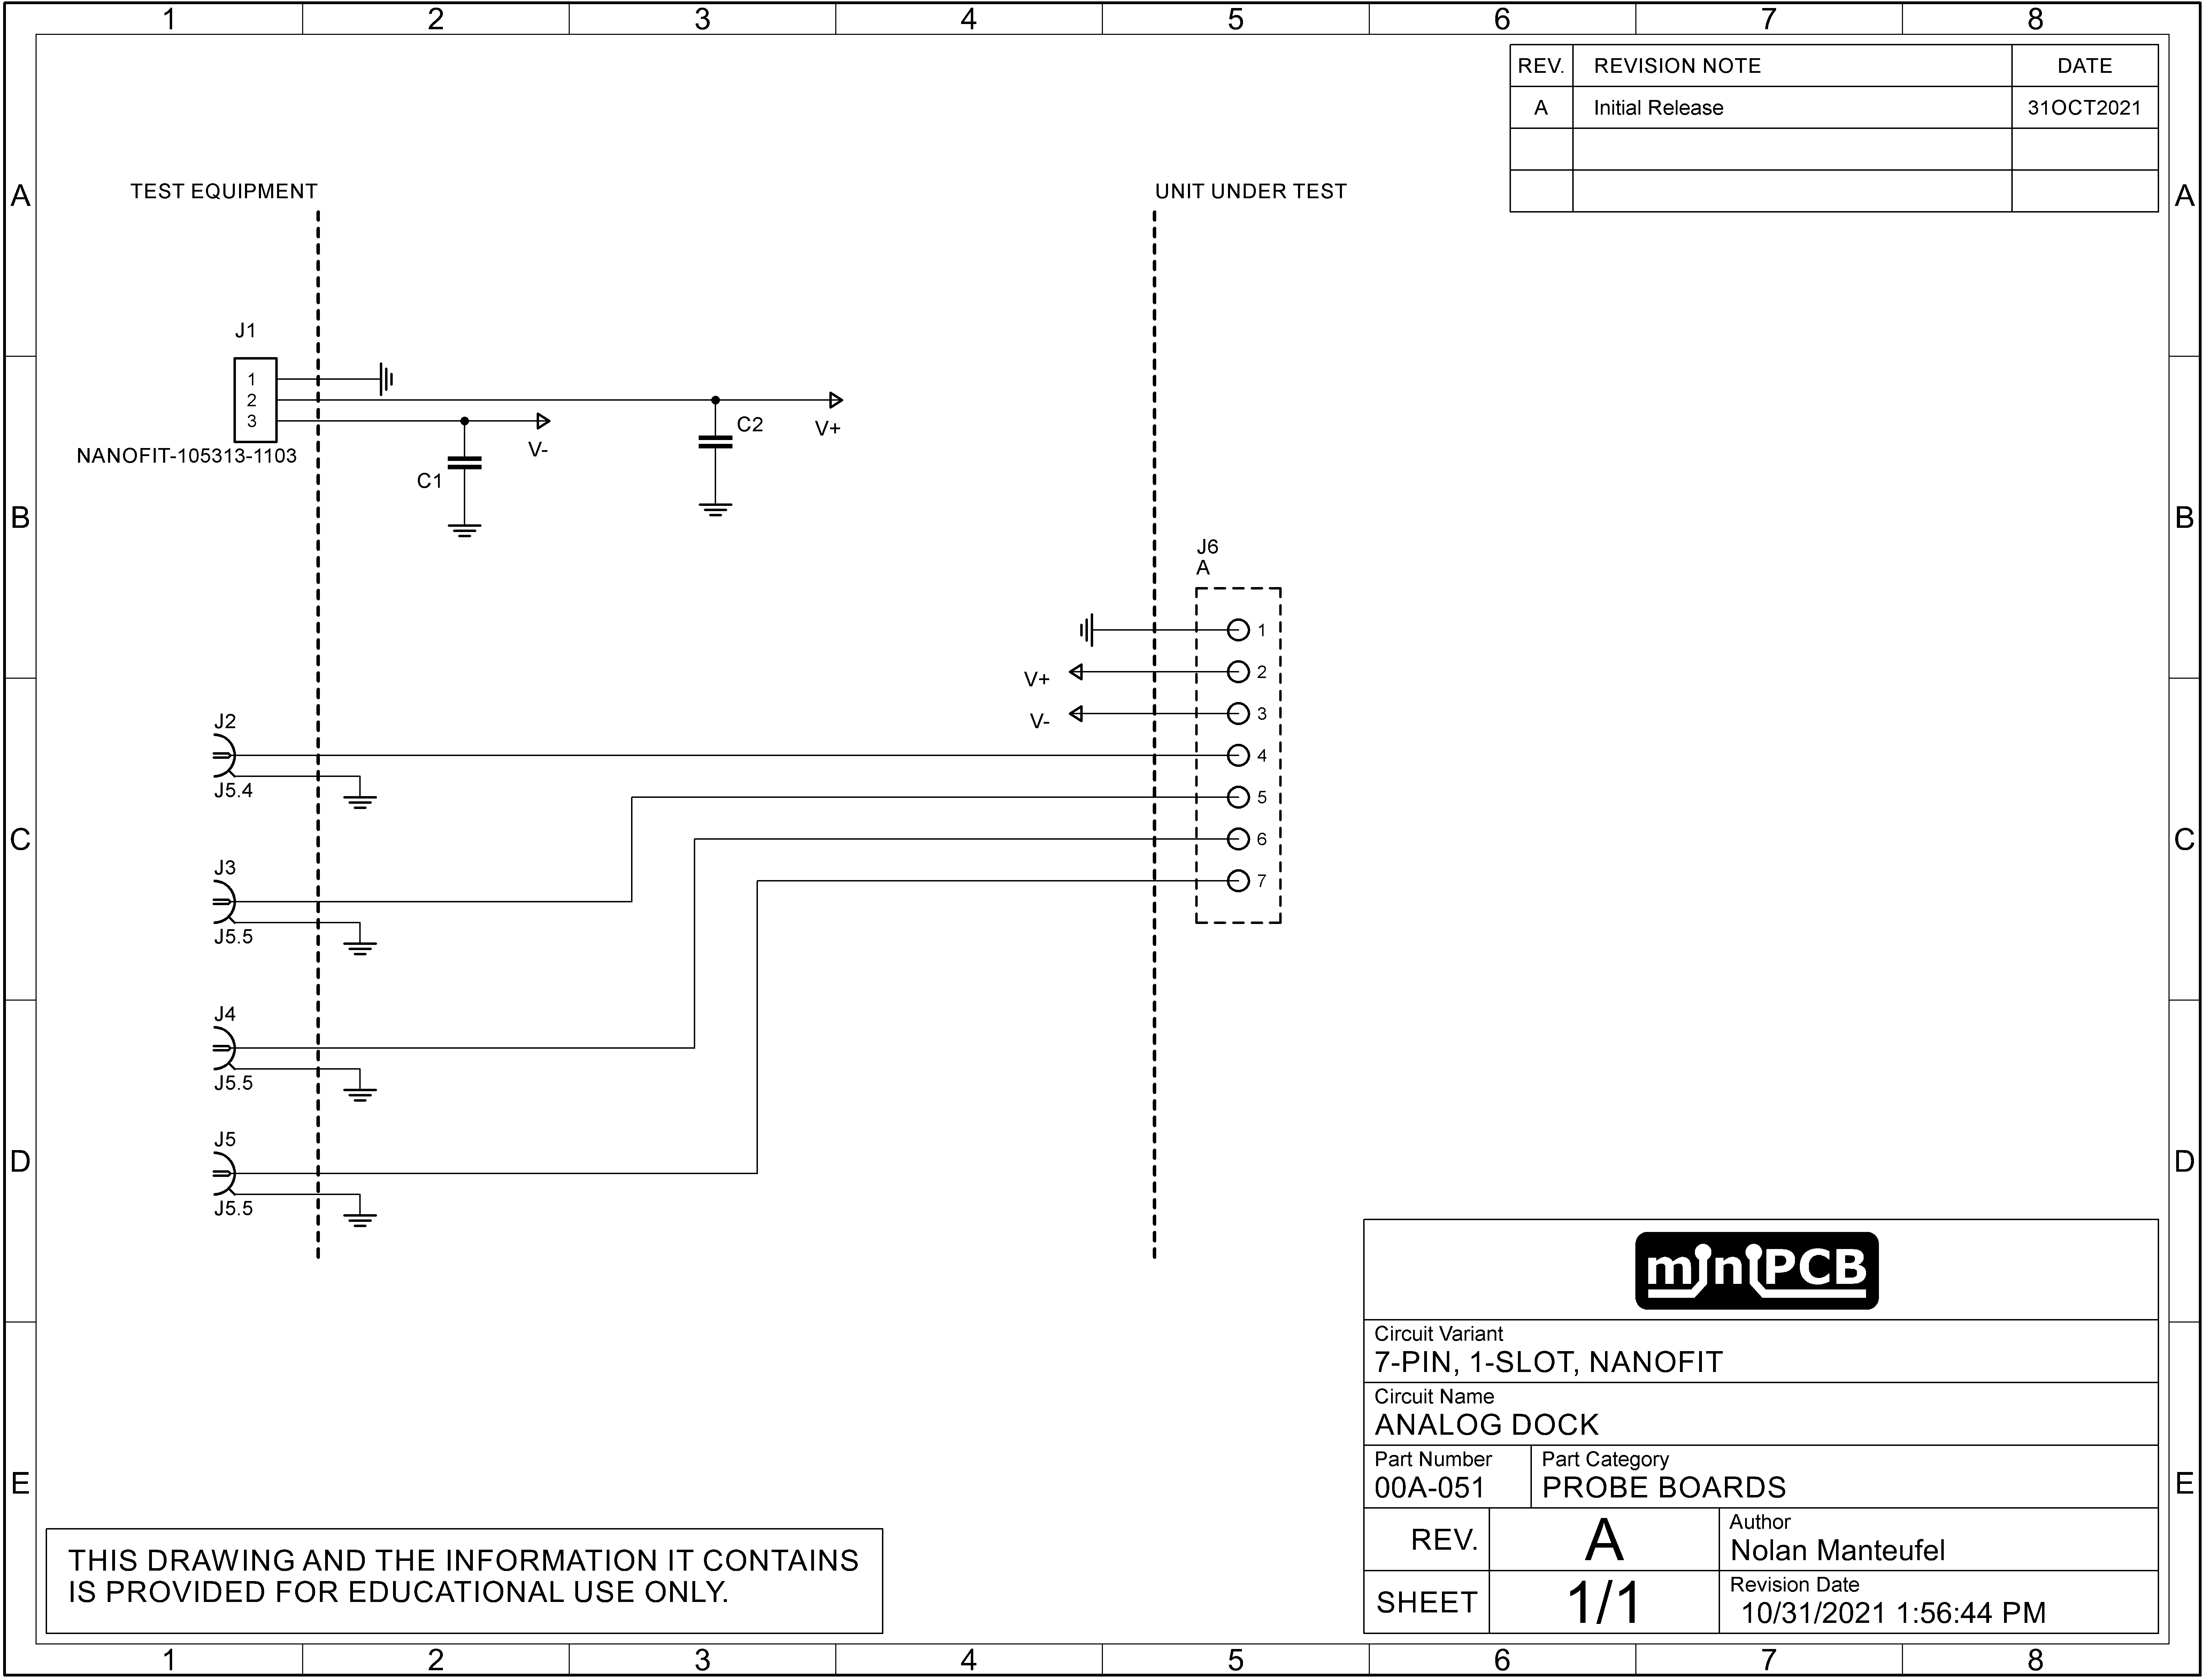 1 2 3 4 5 6 7 8
REV. REVISION NOTE DATE
A Initial Release 31OCT2021
A A
TEST EQUIPMENT
UNIT UNDER TEST
J1
1
2
3
NANOFIT-105313-1103
V-
C1
C2
V+
B B
J6
A
1
V+ 2
V- 3
4
5
6
7
J2
J5.4
C C
J3
J5.5
J4
J5.5
D D
J5
J5.5
miniPCB
Circuit Variant
7-PIN, 1-SLOT, NANOFIT
Circuit Name
ANALOG DOCK
Part Number Part Category
00A-051 PROBE BOARDS
E E
REV. A Author
Nolan Manteufel
SHEET 1/1 Revision Date
10/31/2021 1:56:44 PM
THIS DRAWING AND THE INFORMATION IT CONTAINS
IS PROVIDED FOR EDUCATIONAL USE ONLY.
1 2 3 4 5 6 7 8